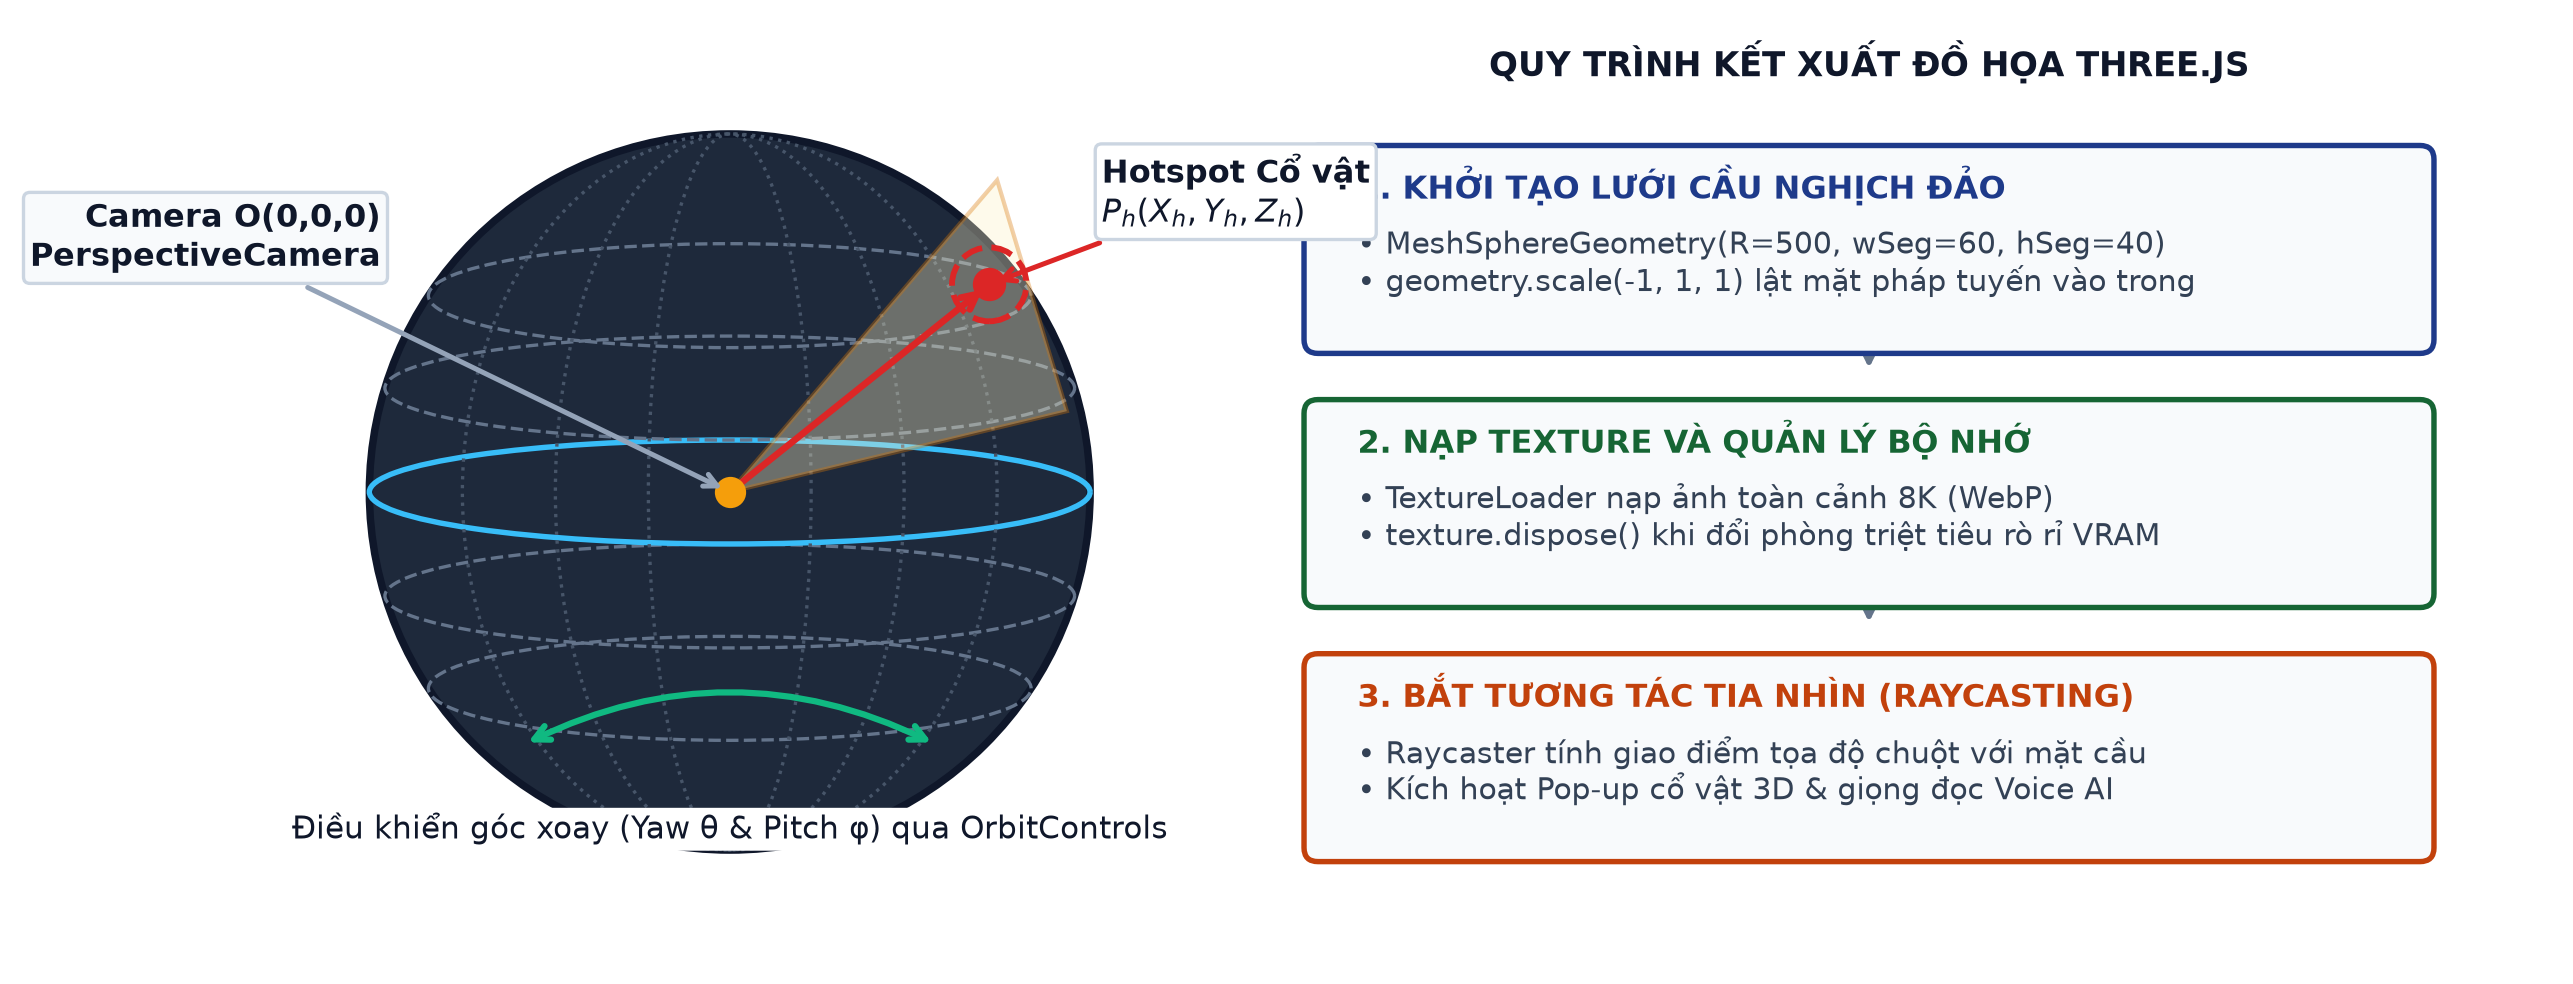 QUY TRÌNH KẾT XUẤT ĐỒ HỌA THREE.JS
Camera O(0,0,0)
PerspectiveCamera
Hotspot Cổ vật
P_h(X_h, Y_h, Z_h)
Điều khiển góc xoay (Yaw θ & Pitch φ) qua OrbitControls
. KHỞI TẠO LƯỚI CẦU NGHỊCH ĐẢO
• MeshSphereGeometry(R=500, wSeg=60, hSeg=40)
• geometry.scale(-1, 1, 1) lật mặt pháp tuyến vào trong
2. NẠP TEXTURE VÀ QUẢN LÝ BỘ NHỚ
• TextureLoader nạp ảnh toàn cảnh 8K (WebP)
• texture.dispose() khi đổi phòng triệt tiêu rò rỉ VRAM
3. BẮT TƯƠNG TÁC TIA NHÌN (RAYCASTING)
• Raycaster tính giao điểm tọa độ chuột với mặt cầu
• Kích hoạt Pop-up cổ vật 3D & giọng đọc Voice AI